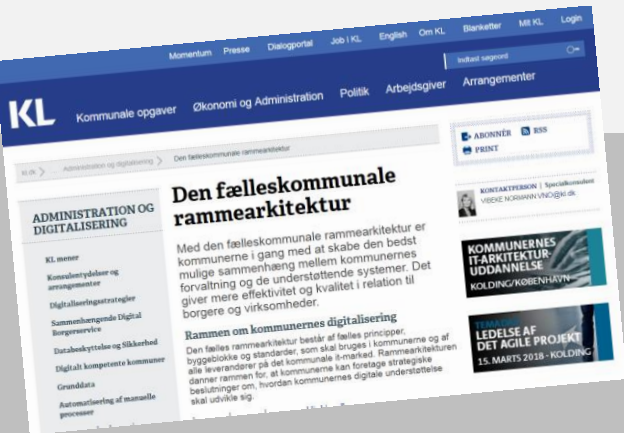 Momentum Presse Dialogportal Job i KL English Om KL Blanketter Mit KL Login
Indtast søgeord
KL
Kommunale opgaver Økonomi og Administration Politik Arbejdsgiver Arrangementer
kl.dk Administration og digitalisering Den fælleskommunale rammearkitektur
ADMINISTRATION OG
DIGITALISERING
KL mener
Konsulentydelser og
arrangementer
Digitaliseringsstrategier
Sammenhængende Digital
Borgerservice
Databeskyttelse og Sikkerhed
Digitalt kompetente kommuner
Grunddata
Automatisering af manuelle
processer
Den fælleskommunale
rammearkitektur
Med den fælleskommunale rammearkitektur er
kommunerne i gang med at skabe den bedst
mulige sammenhæng mellem kommunernes
forvaltning og de understøttende systemer. Det
giver mere effektivitet og kvalitet i relation til
borgere og virksomheder.
Rammen om kommunernes digitalisering
Den fælles rammearkitektur består af fælles principper,
byggeblokke og standarder, som skal bruges i kommunerne og af
alle leverandører på det kommunale it-marked. Rammearkitekturen
danner rammen for, at kommunerne kan foretage strategiske
beslutninger om, hvordan kommunernes digitale understøttelse
skal udvikle sig.
ABONNÉR RSS
PRINT
KONTAKTPERSON | Specialkonsulent
VIBEKE NORMANN VNO@kl.dk
KOMMUNERNES
IT-ARKITEKTUR-
UDDANNELSE
KOLDING/KØBENHAVN
LEDELSE AF
DET AGILE PROJEKT
15. MARTS 2018 - KOLDING